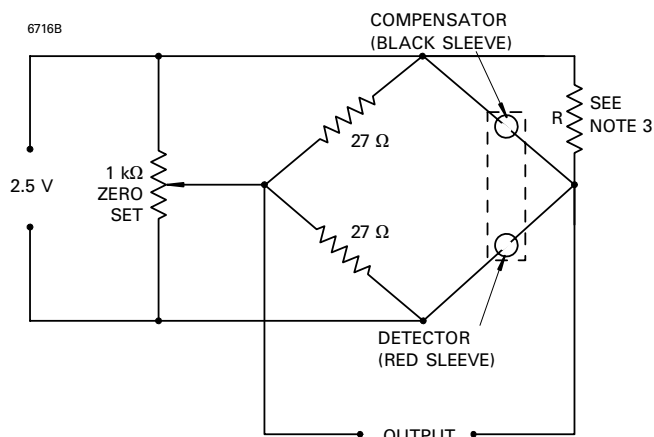 6716B
COMPENSATOR
(BLACK SLEEVE)
R
SEE
NOTE 3
27 Ω
1 kΩ
ZERO
SET
2.5 V
27 Ω
DETECTOR
(RED SLEEVE)
OUTPUT